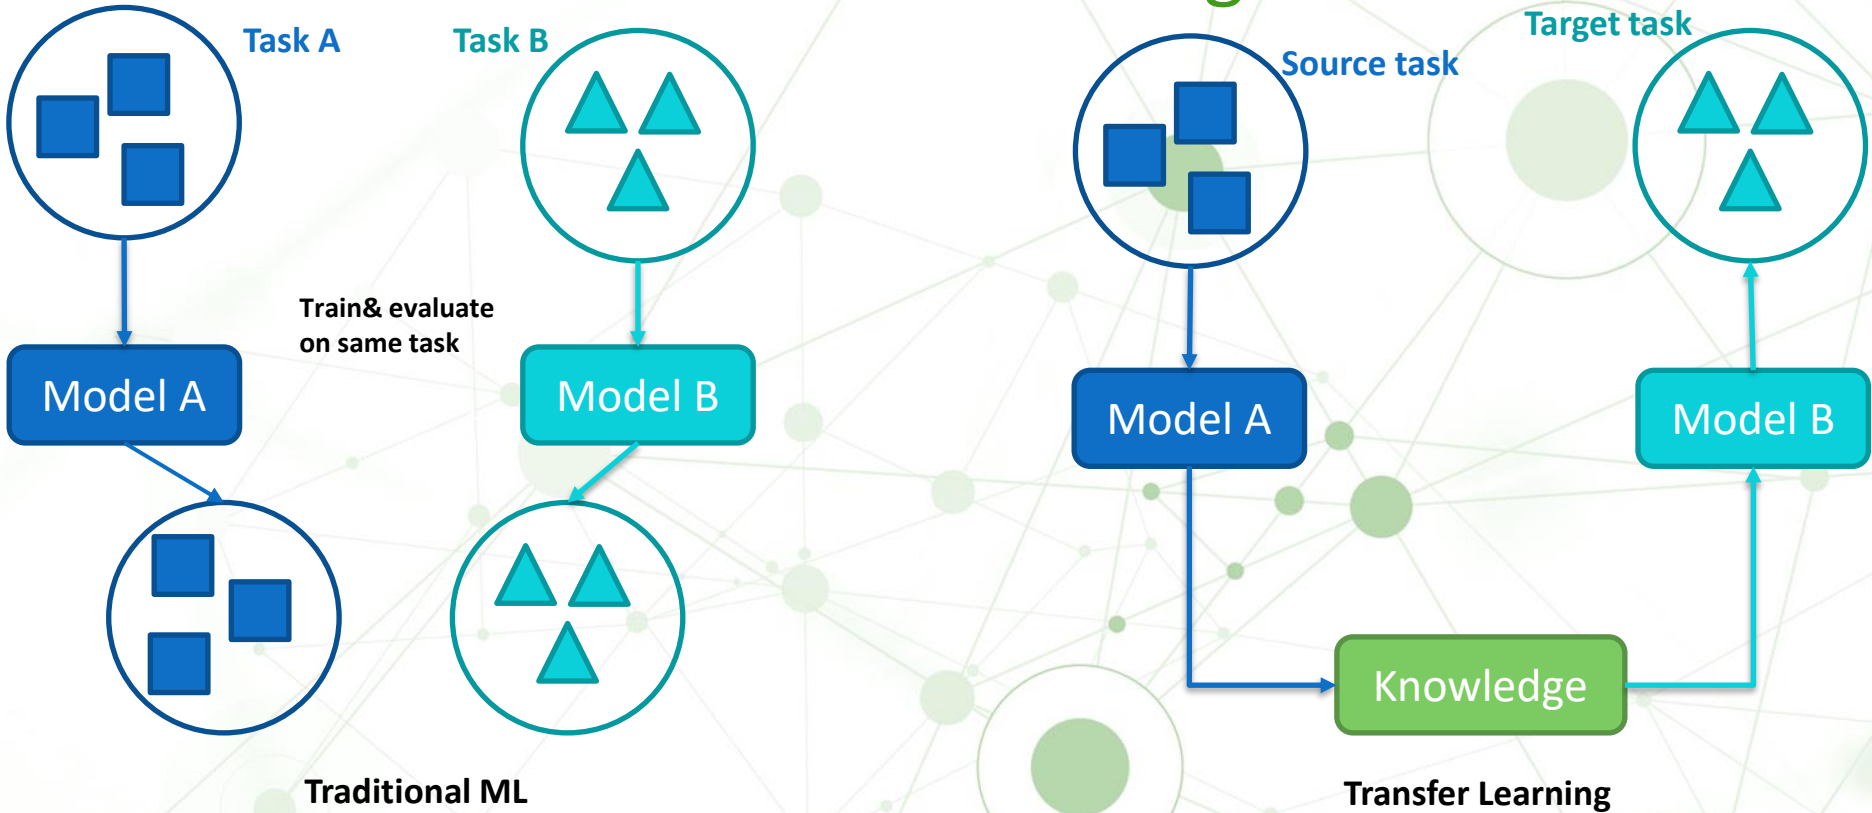 Task A
Task B
Train& evaluate
on same task
Model A
Model B
Traditional ML
Source task
Target task
Model A
Model B
Knowledge
Transfer Learning